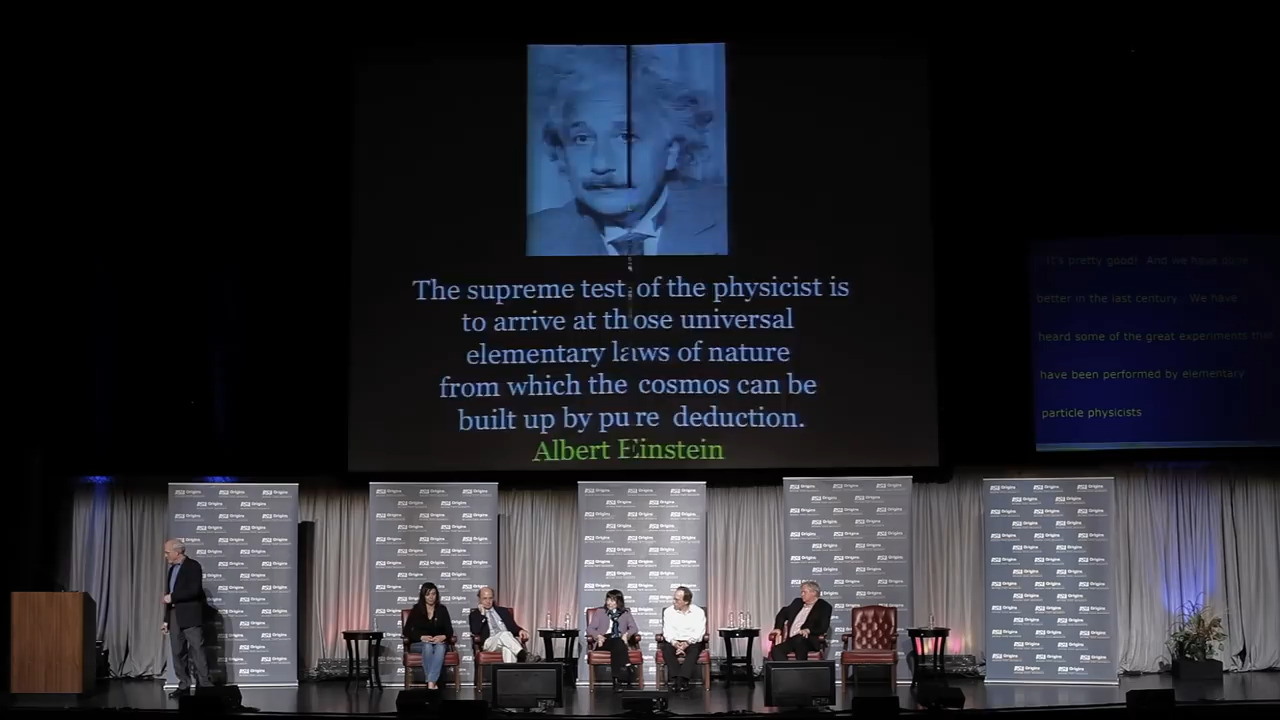 The supreme test of the physicist is
to arrive at those universal
elementary laws of nature
from which the cosmos can be
built up by pure deduction.
Albert Einstein
It's pretty good! And we have done
better in the last century. We have
heard some of the great experiments that
have been performed by elementary
particle physicists
ASU Origins